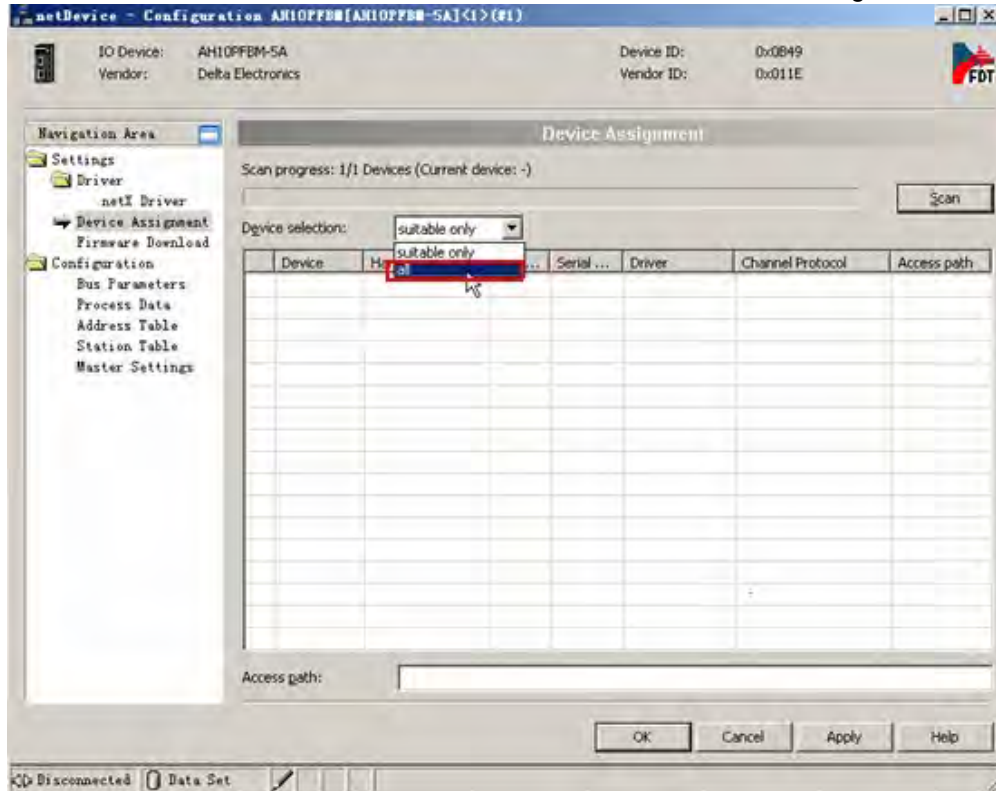 netDevice - Configuration AH10PFBM[AH10PFBM-5A]<1>(#1)
IO Device: AH10PFBM-5A Device ID: 0x0B49
Vendor: Delta Electronics Vendor ID: 0x011E
FDT
Navigation Area
Device Assignment
Settings
Driver
netX Driver
Device Assignment
Firmware Download
Configuration
Bus Parameters
Process Data
Address Table
Station Table
Master Settings
Scan progress: 1/1 Devices (Current device: -)
Scan
Device selection: suitable only
suitable only
all
Device Ha ... Serial ... Driver Channel Protocol Access path
Access path:
OK Cancel Apply Help
Disconnected Data Set